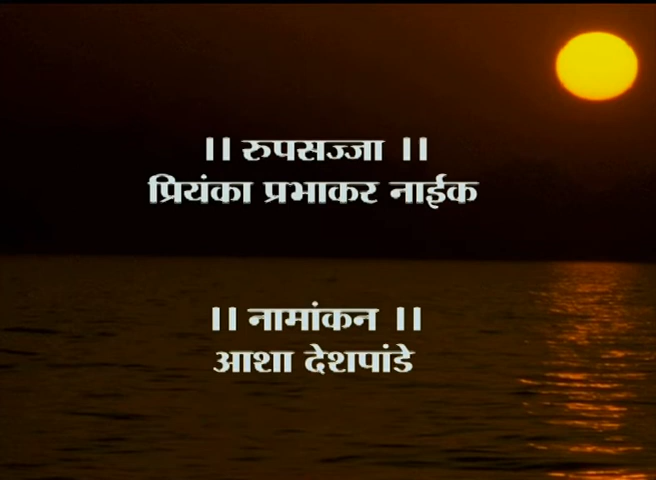 ।। रुपसज्जा ।।
प्रियंका प्रभाकर नाईक
।। नामांकन ।।
आशा देशपांडे